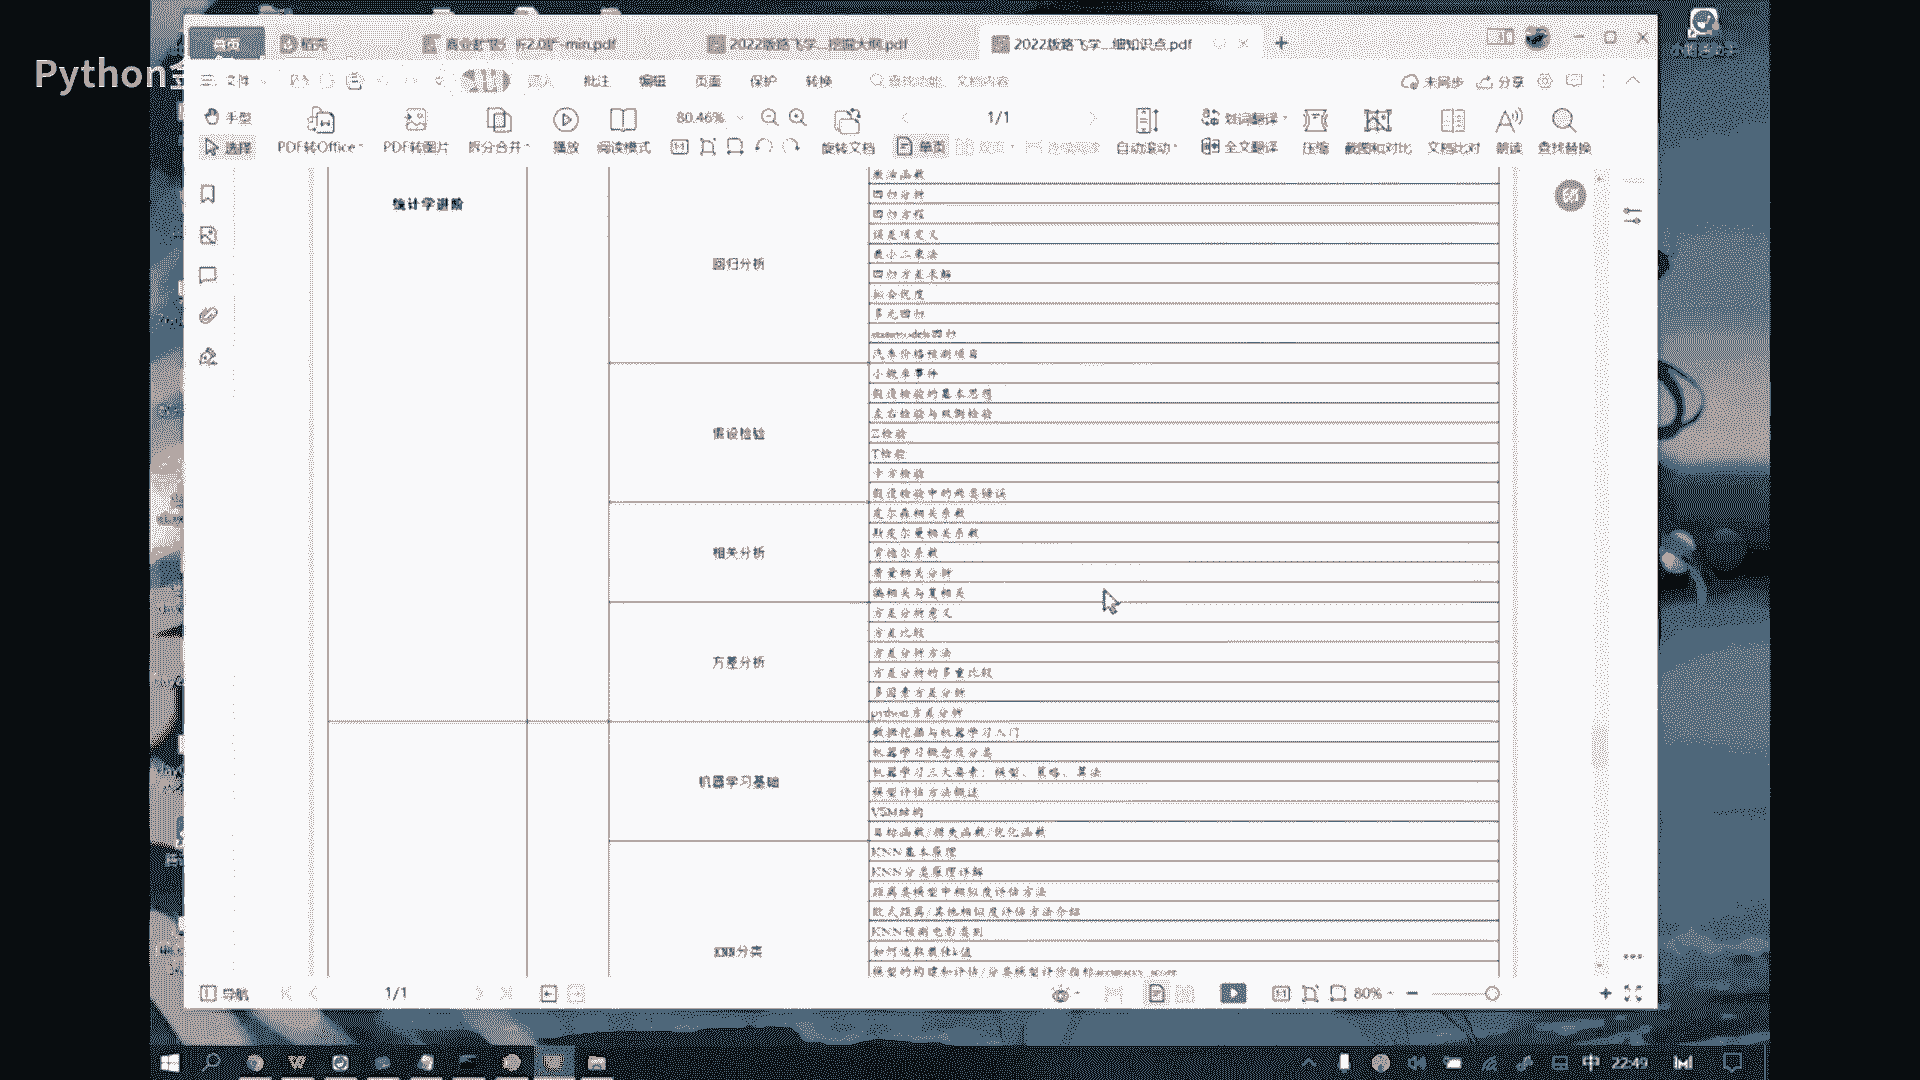 Python
首页
稻壳
2022版路飞学...挖掘大纲.pdf
2022版路飞学...细知识点.pdf
文件
插入
批注
编辑
页面
保护
转换
查找功能、文档内容
未同步
分享
手型
选择
PDF转Office
PDF转图片
拆分合并
播放
阅读模式
80.46%
旋转文档
1/1
单页
双页
连续阅读
自动滚动
划词翻译
全文翻译
压缩
截图和对比
文档比对
朗读
查找替换
统计学进阶
回归分析
回归分析
回归方程
误差项定义
最小二乘法
回归方差求解
拟合优度
多元回归
statsmodels回归
汽车价格预测项目
假设检验
小概率事件
假设检验的基本思想
左右检验与双侧检验
Z检验
T检验
卡方检验
假设检验中的两类错误
相关分析
皮尔森相关系数
斯皮尔曼相关系数
肯德尔系数
质量相关分析
偏相关与复相关
方差分析
方差分析意义
方差比较
方差分析方法
方差分析的多重比较
多因素方差分析
python方差分析
机器学习基础
数据挖掘与机器学习入门
机器学习概念及分类
机器学习三大要素：模型、策略、算法
模型评估方法概述
VSM结构
目标函数/损失函数/优化函数
KNN分类
KNN基本原理
KNN分类原理详解
距离类模型中相似度评估方法
欧式距离/其他相似度评估方法介绍
KNN预测电影类别
如何选取最佳k值
模型的构建和评估/分类模型评价指标accuracy_score
导航
1/1
80%
中
22:49